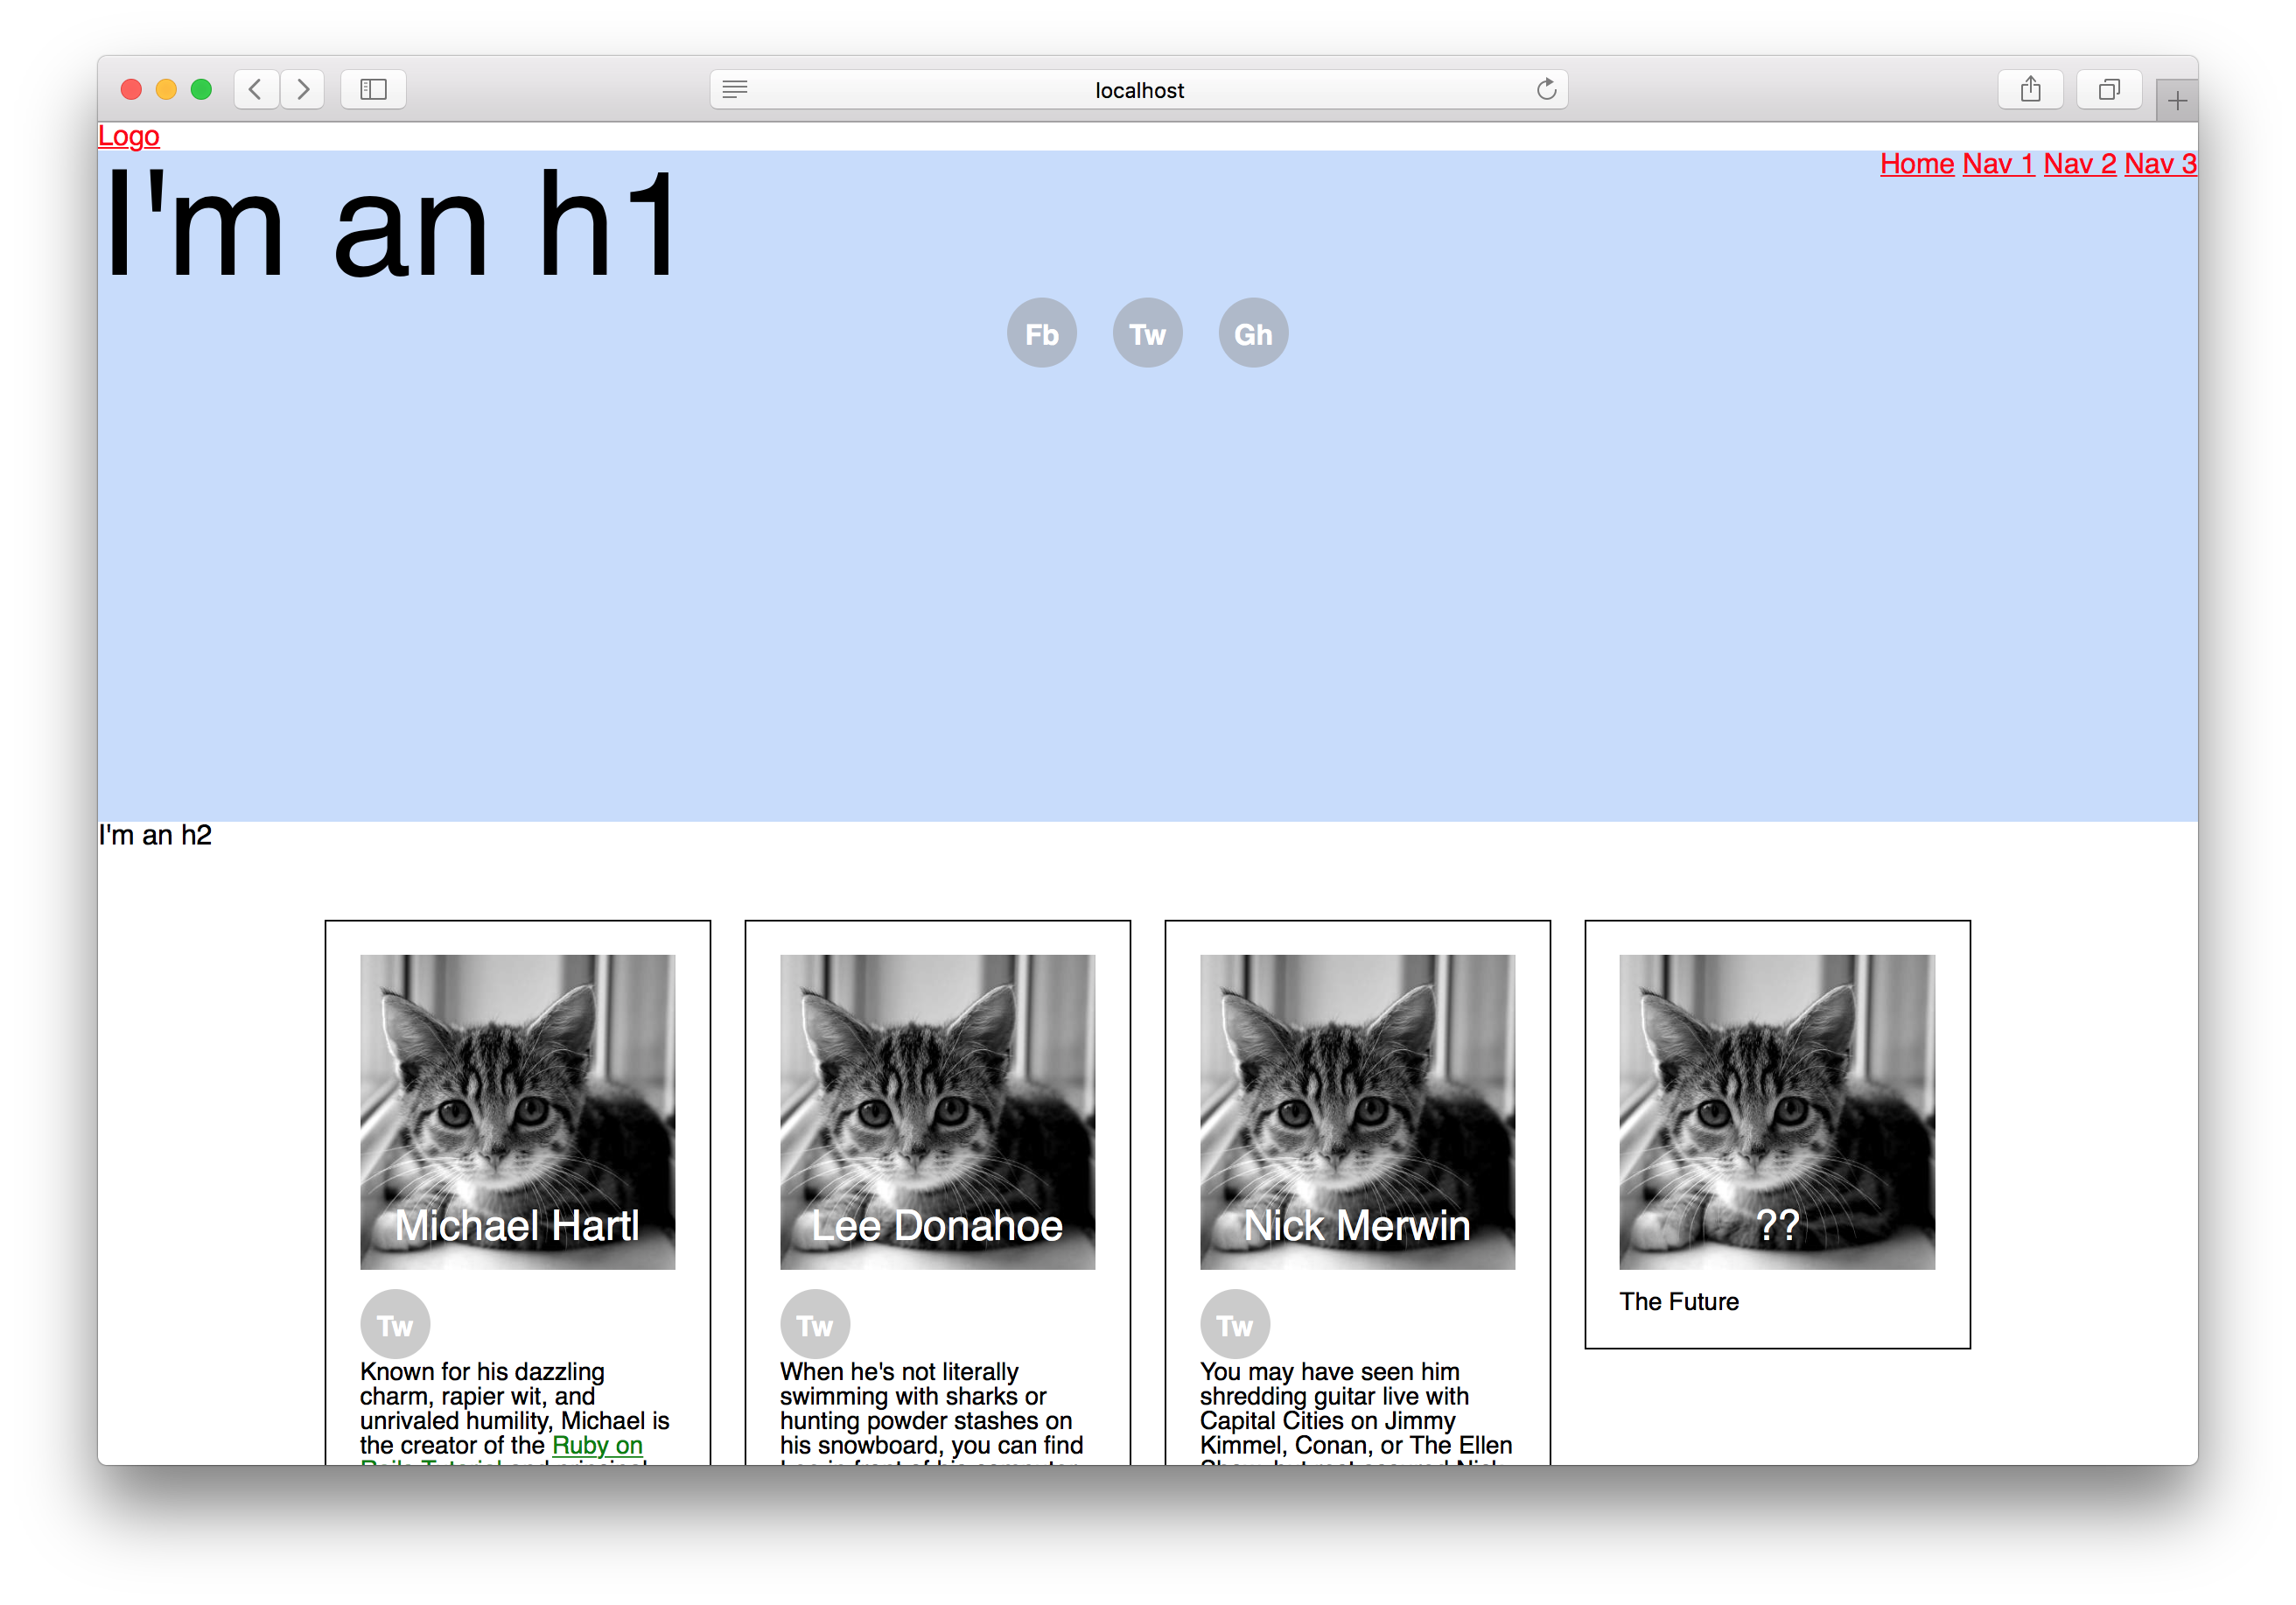 localhost
Logo
Home Nav 1 Nav 2 Nav 3
I'm an h1
Fb Tw Gh
I'm an h2
Michael Hartl
Tw
Known for his dazzling
charm, rapier wit, and
unrivaled humility, Michael is
the creator of the Ruby on
Lee Donahoe
Tw
When he's not literally
swimming with sharks or
hunting powder stashes on
his snowboard, you can find
Nick Merwin
Tw
You may have seen him
shredding guitar live with
Capital Cities on Jimmy
Kimmel, Conan, or The Ellen
??
The Future